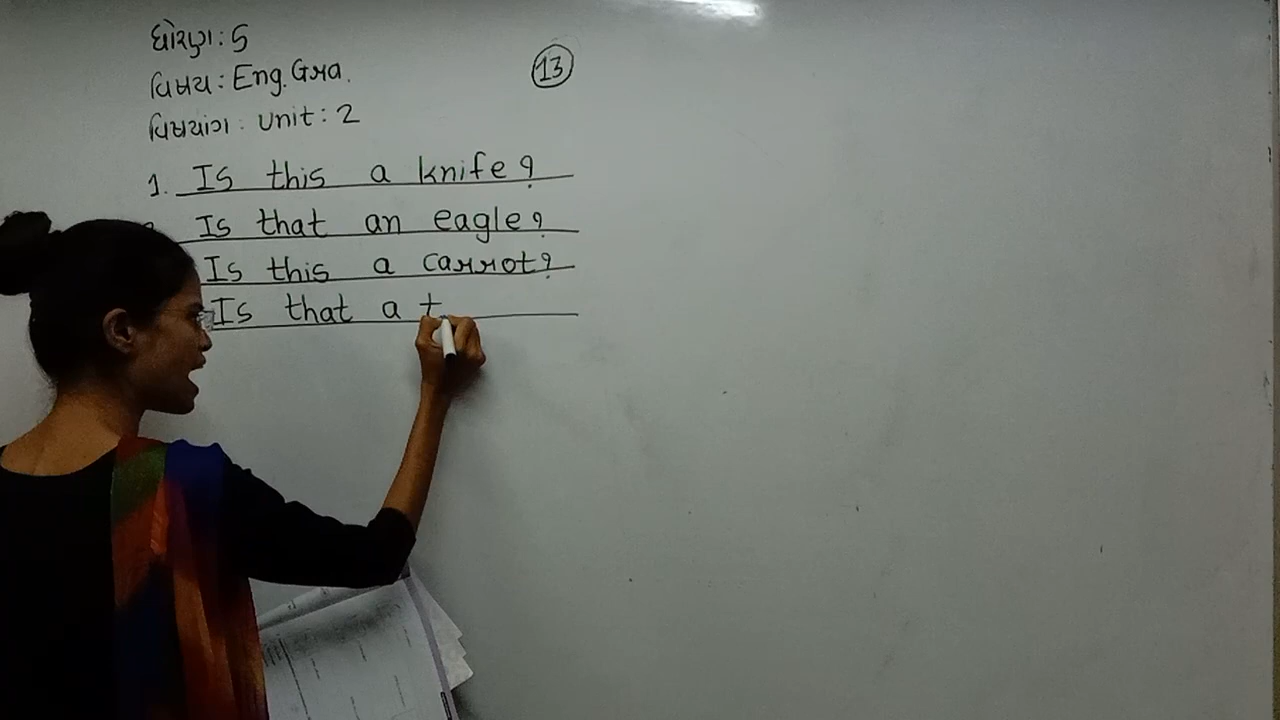 ધોરણ: 5
વિષય: Eng. Gra.
વિષયાંગ: unit: 2
13
1. Is this a knife?
Is that an eagle?
Is this a carrot?
Is that a t